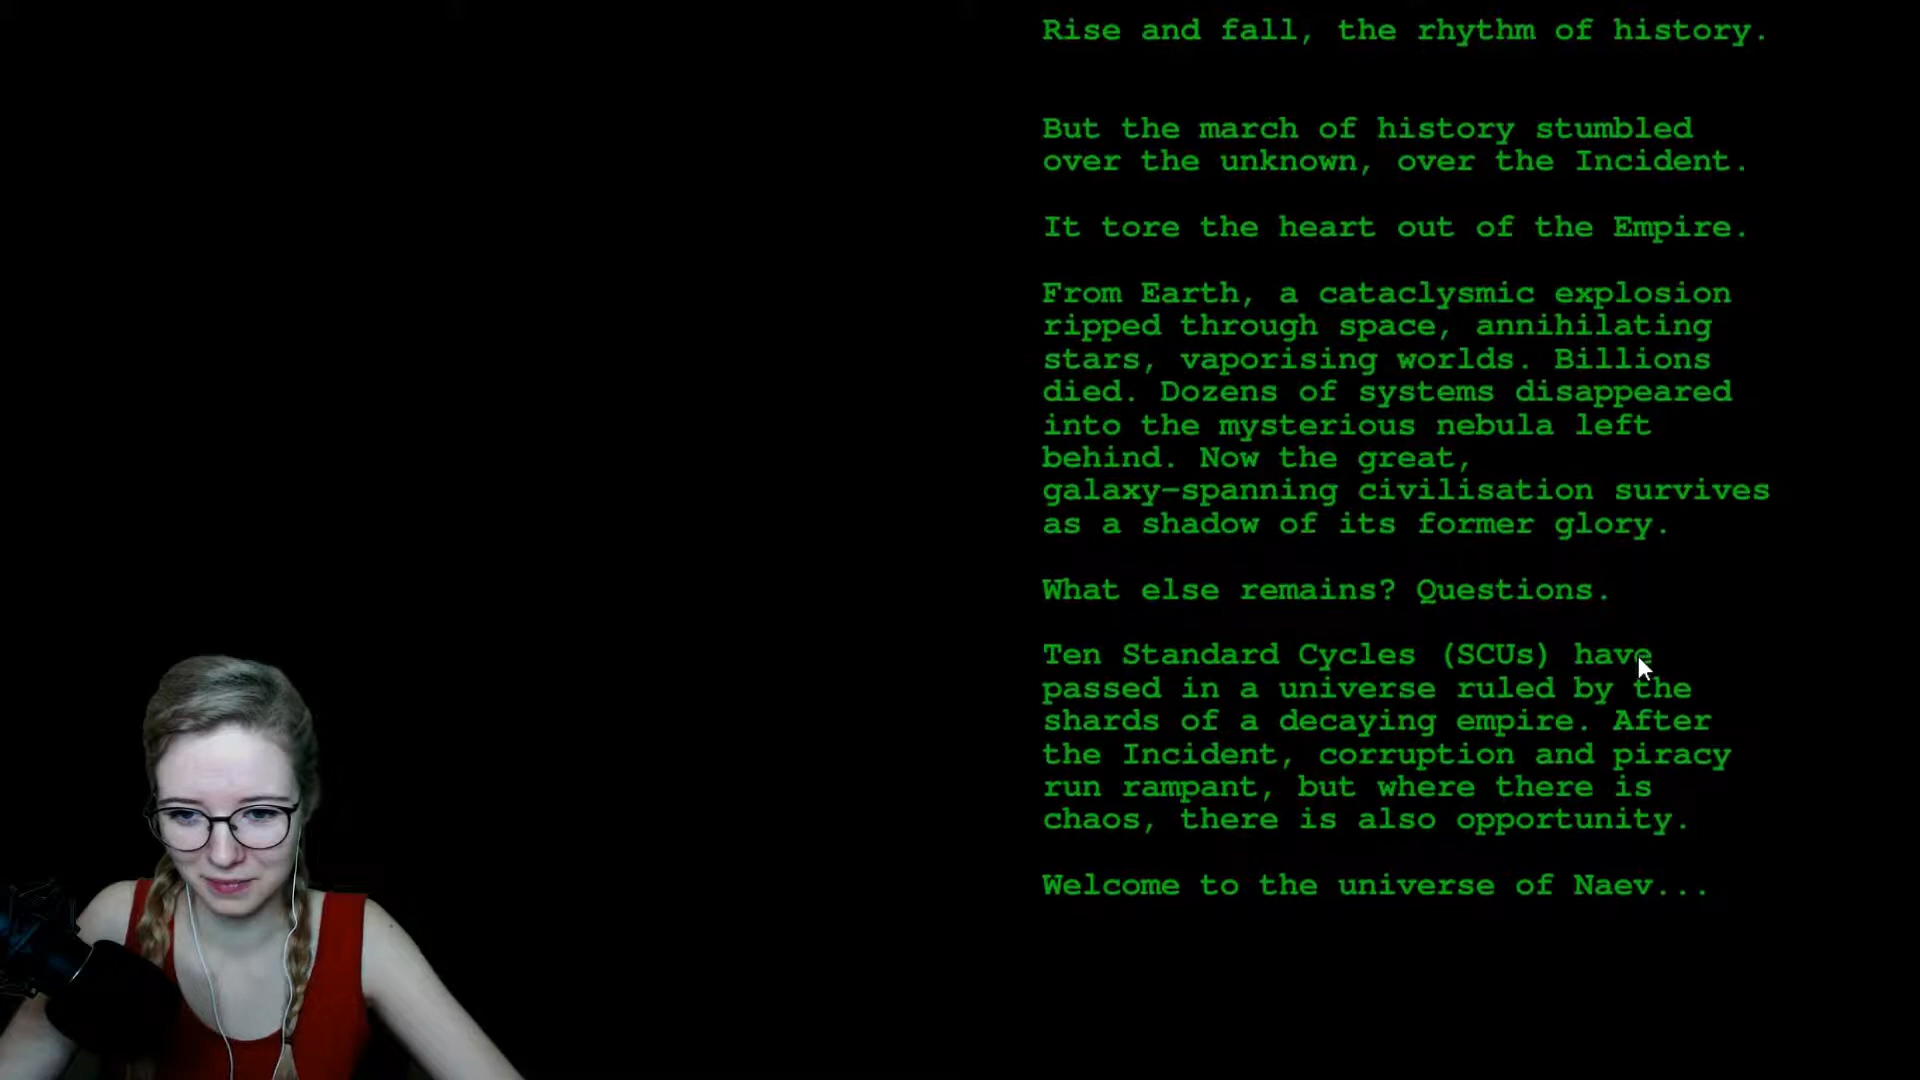 Rise and fall, the rhythm of history.
But the march of history stumbled
over the unknown, over the Incident.
It tore the heart out of the Empire.
From Earth, a cataclysmic explosion
ripped through space, annihilating
stars, vaporising worlds. Billions
died. Dozens of systems disappeared
into the mysterious nebula left
behind. Now the great,
galaxy-spanning civilisation survives
as a shadow of its former glory.
What else remains? Questions.
Ten Standard Cycles (SCUs) have
passed in a universe ruled by the
shards of a decaying empire. After
the Incident, corruption and piracy
run rampant, but where there is
chaos, there is also opportunity.
Welcome to the universe of Naev...